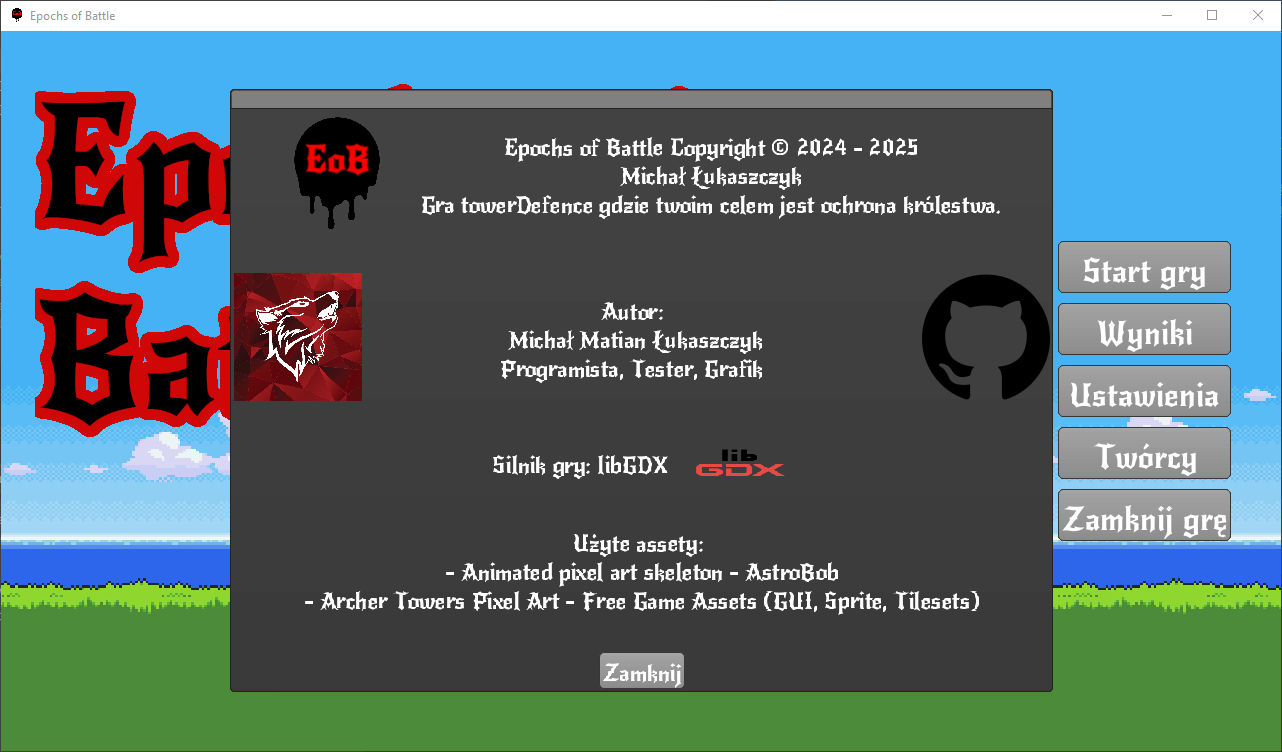 Epochs of Battle
EoB
Epochs of Battle Copyright © 2024 - 2025
Michał Łukaszczyk
Gra towerDefence gdzie twoim celem jest ochrona królestwa.
Autor:
Michał Matian Łukaszczyk
Programista, Tester, Grafik
Silnik gry: libGDX
lib
GDX
Użyte assety:
- Animated pixel art skeleton - AstroBob
- Archer Towers Pixel Art - Free Game Assets (GUI, Sprite, Tilesets)
Zamknij
Start gry
Wyniki
Ustawienia
Twórcy
Zamknij grę